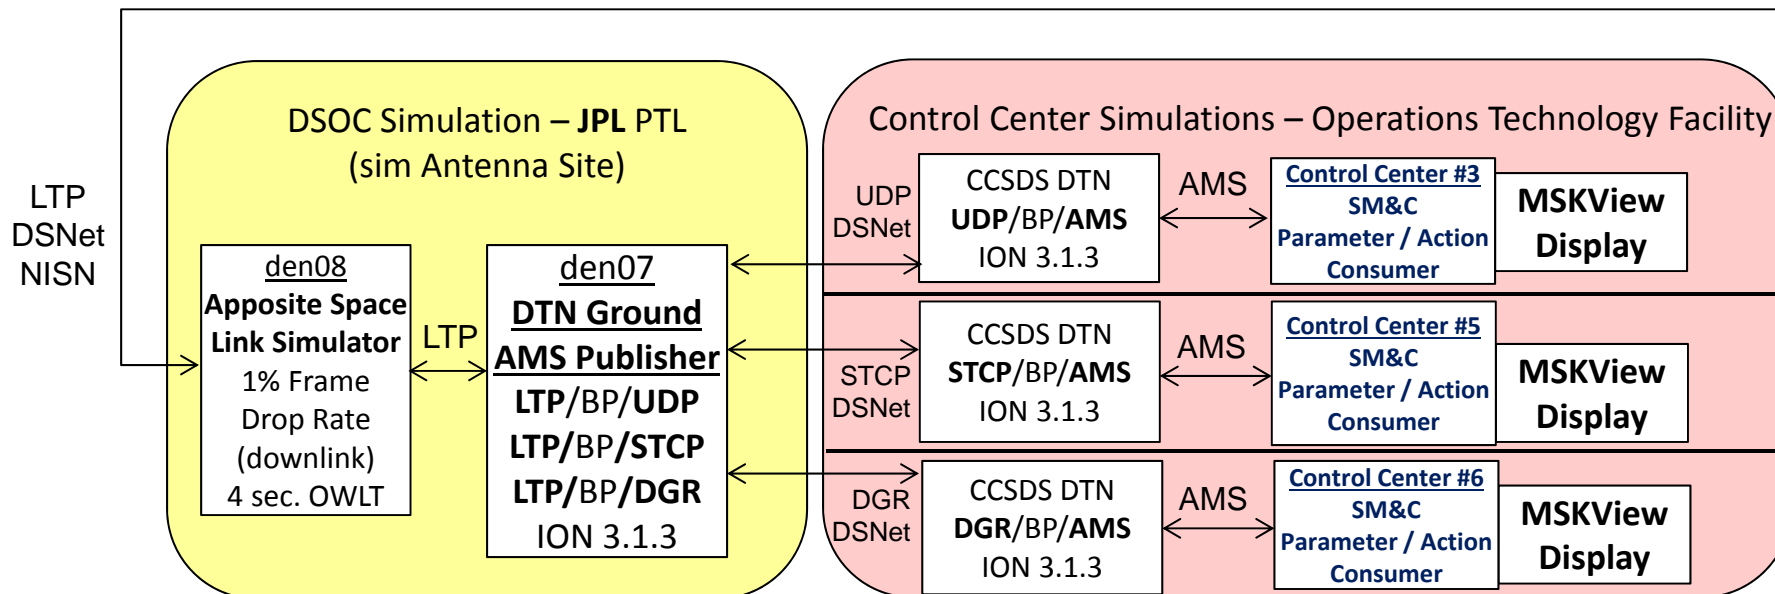 LTP
DSNet
NISN
DSOC Simulation – JPL PTL
(sim Antenna Site)
den08
Apposite Space
Link Simulator
1% Frame
Drop Rate
(downlink)
4 sec. OWLT
LTP
den07
DTN Ground
AMS Publisher
LTP/BP/UDP
LTP/BP/STCP
LTP/BP/DGR
ION 3.1.3
Control Center Simulations – Operations Technology Facility
UDP
DSNet
CCSDS DTN
UDP/BP/AMS
ION 3.1.3
AMS
Control Center #3
SM&C
Parameter / Action
Consumer
MSKView
Display
STCP
DSNet
CCSDS DTN
STCP/BP/AMS
ION 3.1.3
AMS
Control Center #5
SM&C
Parameter / Action
Consumer
MSKView
Display
DGR
DSNet
CCSDS DTN
DGR/BP/AMS
ION 3.1.3
AMS
Control Center #6
SM&C
Parameter / Action
Consumer
MSKView
Display